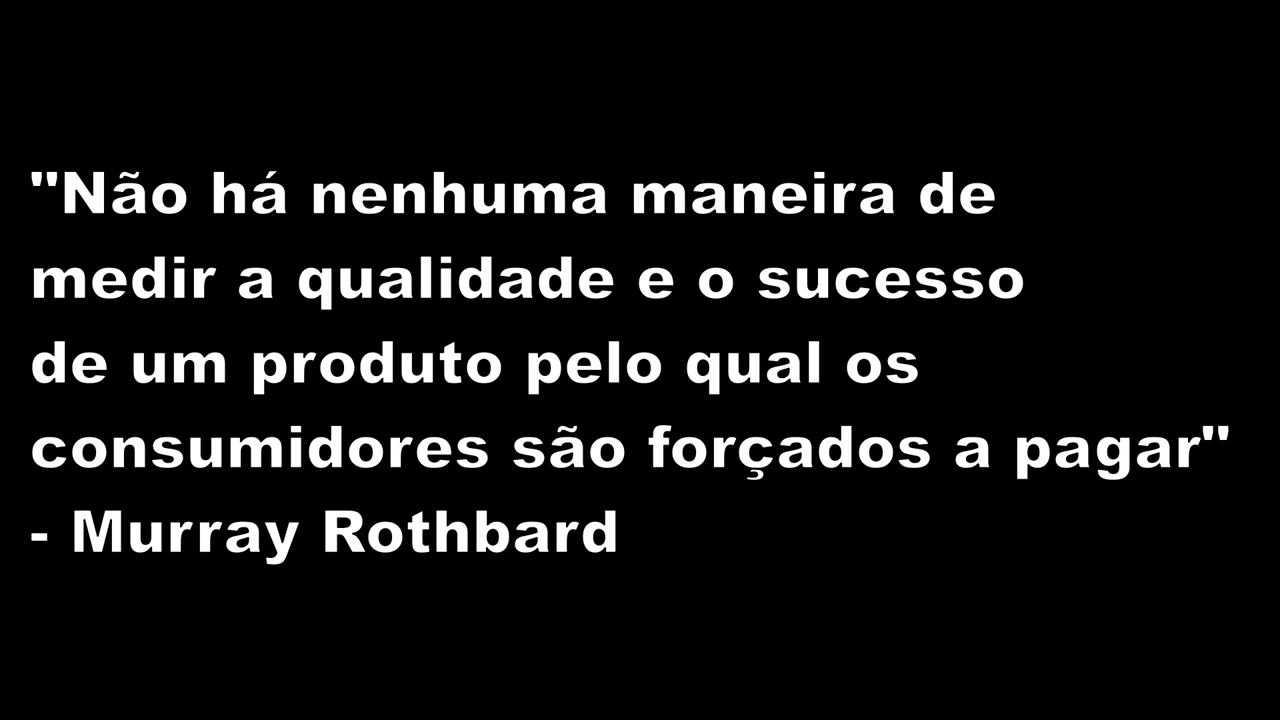 "Não há nenhuma maneira de
medir a qualidade e o sucesso
de um produto pelo qual os
consumidores são forçados a pagar"
- Murray Rothbard